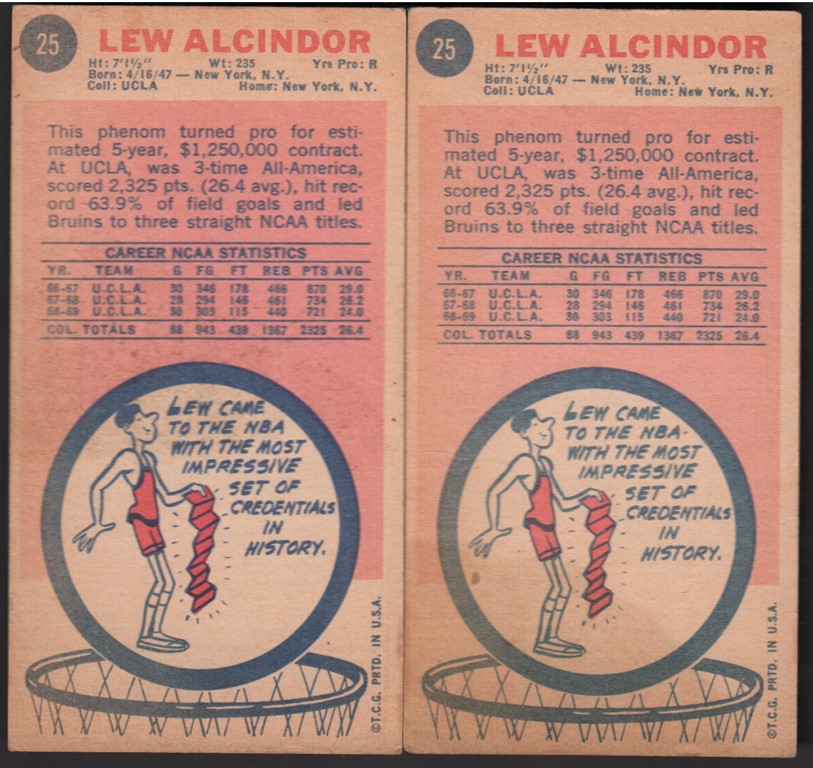 25 LEW ALCINDOR
Ht: 7'1½" Wt: 235 Yrs Pro: R
Born: 4/16/47 — New York, N.Y.
Coll: UCLA Home: New York, N.Y.
This phenom turned pro for esti-
mated 5-year, $1,250,000 contract.
At UCLA, was 3-time All-America,
scored 2,325 pts. (26.4 avg.), hit rec-
ord 63.9% of field goals and led
Bruins to three straight NCAA titles.
CAREER NCAA STATISTICS
YR. TEAM G FG FT REB PTS AVG
66-67 U.C.L.A. 30 346 178 466 870 29.0
67-68 U.C.L.A. 28 294 146 461 734 26.2
68-69 U.C.L.A. 30 303 115 440 721 24.0
COL. TOTALS 88 943 439 1367 2325 26.4
LEW CAME
TO THE NBA
WITH THE MOST
IMPRESSIVE
SET OF
CREDENTIALS
IN
HISTORY.
©T.C.G. PRTD. IN U.S.A.
25 LEW ALCINDOR
Ht: 7'1½" Wt: 235 Yrs Pro: R
Born: 4/16/47 — New York, N.Y.
Coll: UCLA Home: New York, N.Y.
This phenom turned pro for esti-
mated 5-year, $1,250,000 contract.
At UCLA, was 3-time All-America,
scored 2,325 pts. (26.4 avg.), hit rec-
ord 63.9% of field goals and led
Bruins to three straight NCAA titles.
CAREER NCAA STATISTICS
YR. TEAM G FG FT REB PTS AVG
66-67 U.C.L.A. 30 346 178 466 870 29.0
67-68 U.C.L.A. 28 294 146 461 734 26.2
68-69 U.C.L.A. 30 303 115 440 721 24.0
COL. TOTALS 88 943 439 1367 2325 26.4
LEW CAME
TO THE NBA
WITH THE MOST
IMPRESSIVE
SET OF
CREDENTIALS
IN
HISTORY.
©T.C.G. PRTD. IN U.S.A.